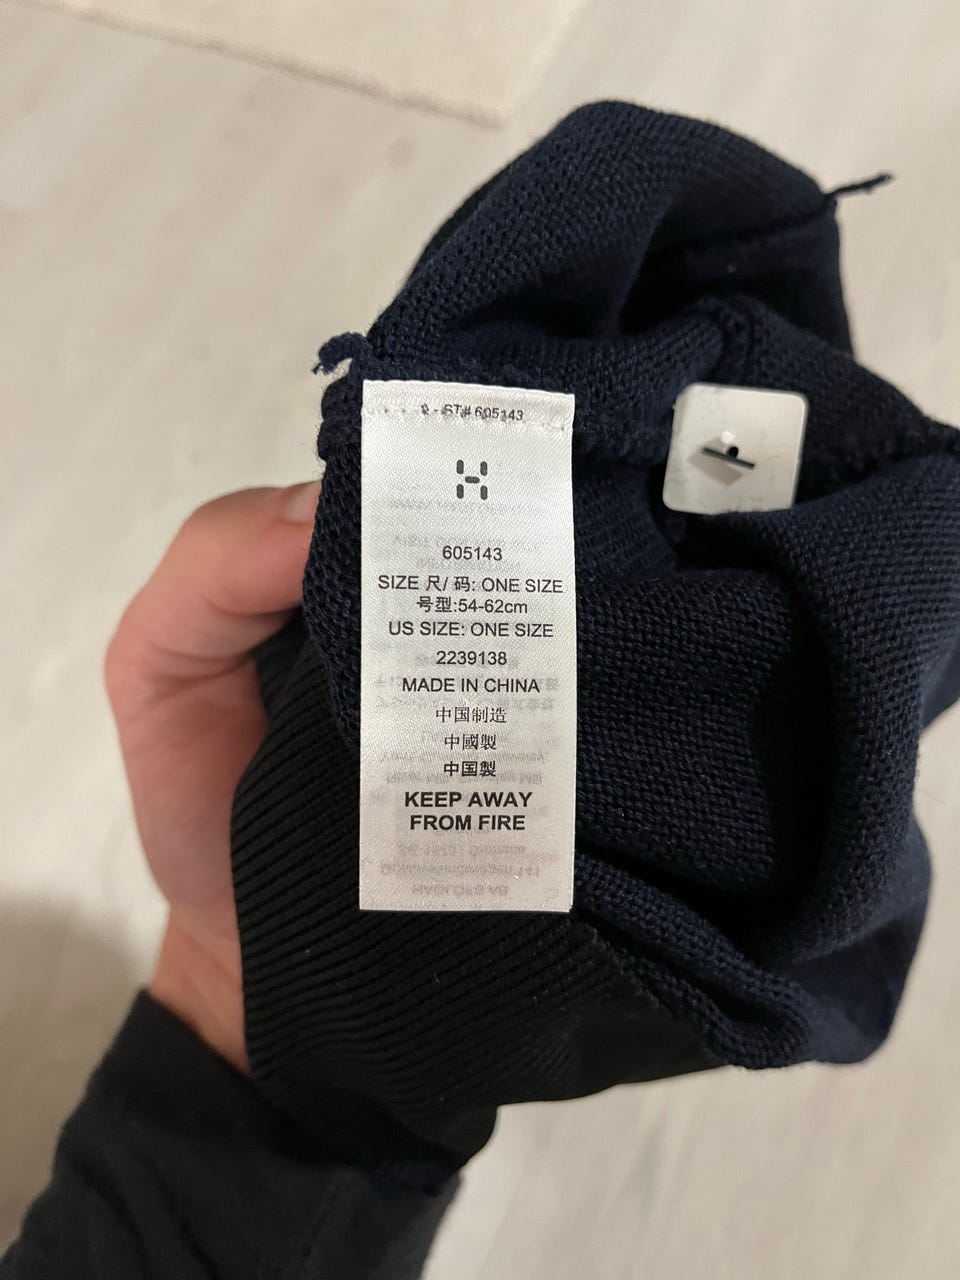 ST# 605143
605143
SIZE 尺/ 码: ONE SIZE
号型:54-62cm
US SIZE: ONE SIZE
2239138
MADE IN CHINA
中国制造
中國製
中国製
KEEP AWAY
FROM FIRE